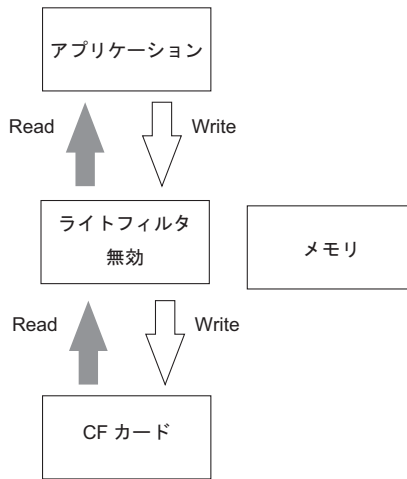 アプリケーション
Read
Write
ライトフィルタ
無効
メモリ
Read
Write
CF カード